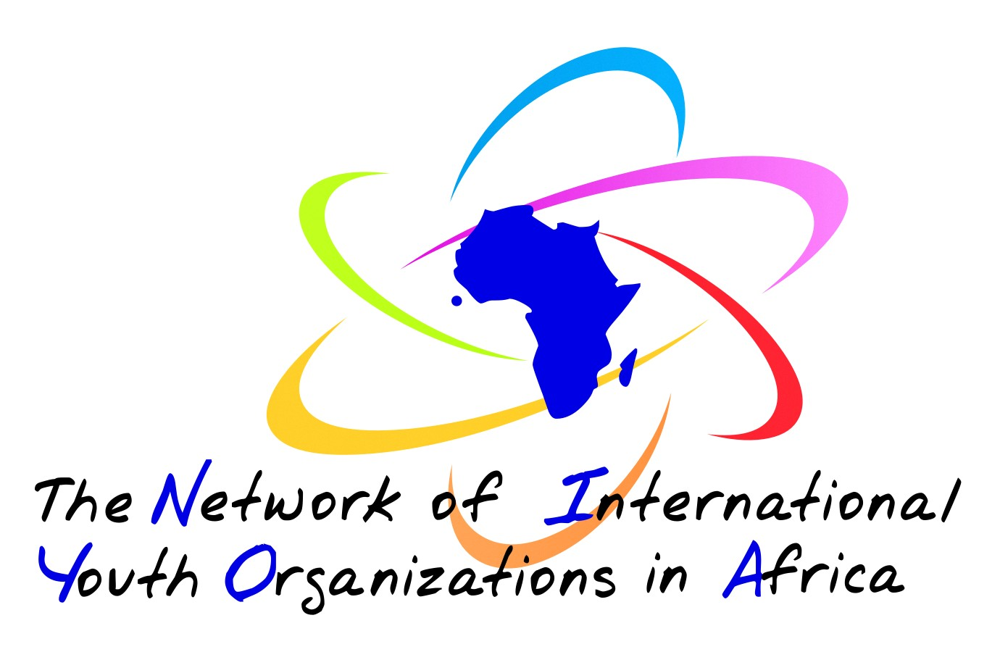 The Network of International
Youth Organizations in Africa